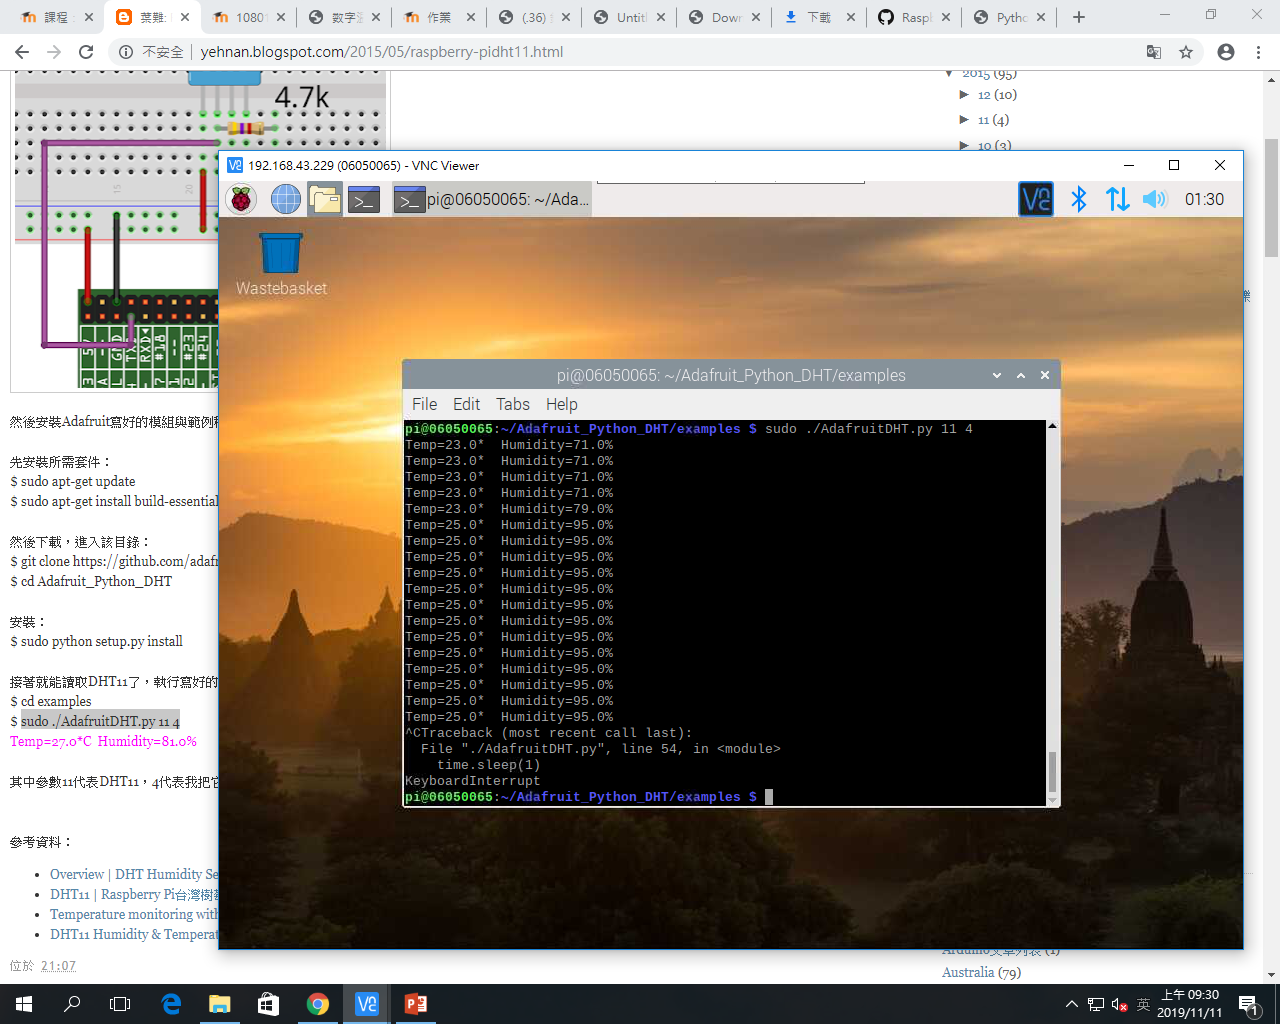 課程
葉難:
10801
数字
作業
(.36)
Untit
Down
下載
Raspb
Pytho
不安全
yehnan.blogspot.com/2015/05/raspberry-pidht11.html
4.7k
15
20
GND
RXD
#18
#23
#24
2015 (95)
12 (10)
11 (4)
10 (3)
192.168.43.229 (06050065) - VNC Viewer
pi@06050065: ~/Ada...
01:30
Wastebasket
然後安裝Adafruit寫好的模組與範例
先安裝所需套件：
$ sudo apt-get update
$ sudo apt-get install build-essential
然後下載，進入該目錄：
$ git clone https://github.com/adafr
$ cd Adafruit_Python_DHT
安裝：
$ sudo python setup.py install
接著就能讀取DHT11了，執行寫好的
$ cd examples
$ sudo ./AdafruitDHT.py 11 4
Temp=27.0*C Humidity=81.0%
其中參數11代表DHT11，4代表我把它
參考資料：
Overview | DHT Humidity Se
DHT11 | Raspberry Pi台灣樹
Temperature monitoring with
DHT11 Humidity & Temperat
位於 21:07
pi@06050065: ~/Adafruit_Python_DHT/examples
File Edit Tabs Help
pi@06050065:~/Adafruit_Python_DHT/examples $ sudo ./AdafruitDHT.py 11 4
Temp=23.0* Humidity=71.0%
Temp=23.0* Humidity=71.0%
Temp=23.0* Humidity=71.0%
Temp=23.0* Humidity=71.0%
Temp=23.0* Humidity=79.0%
Temp=25.0* Humidity=95.0%
Temp=25.0* Humidity=95.0%
Temp=25.0* Humidity=95.0%
Temp=25.0* Humidity=95.0%
Temp=25.0* Humidity=95.0%
Temp=25.0* Humidity=95.0%
Temp=25.0* Humidity=95.0%
Temp=25.0* Humidity=95.0%
Temp=25.0* Humidity=95.0%
Temp=25.0* Humidity=95.0%
Temp=25.0* Humidity=95.0%
Temp=25.0* Humidity=95.0%
Temp=25.0* Humidity=95.0%
^CTraceback (most recent call last):
File "./AdafruitDHT.py", line 54, in <module>
time.sleep(1)
KeyboardInterrupt
pi@06050065:~/Adafruit_Python_DHT/examples $
Arduino文章列表 (1)
Australia (79)
英
上午 09:30
2019/11/11
1